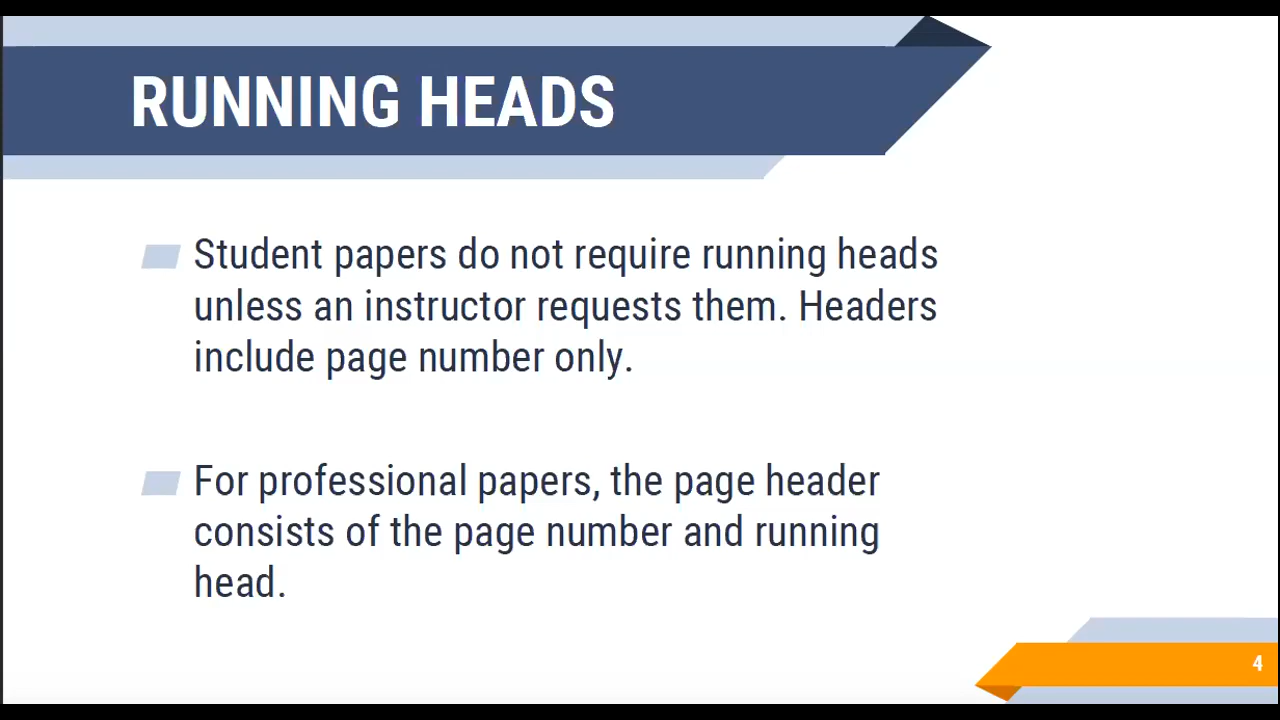 RUNNING HEADS
Student papers do not require running heads
unless an instructor requests them. Headers
include page number only.
For professional papers, the page header
consists of the page number and running
head.
4